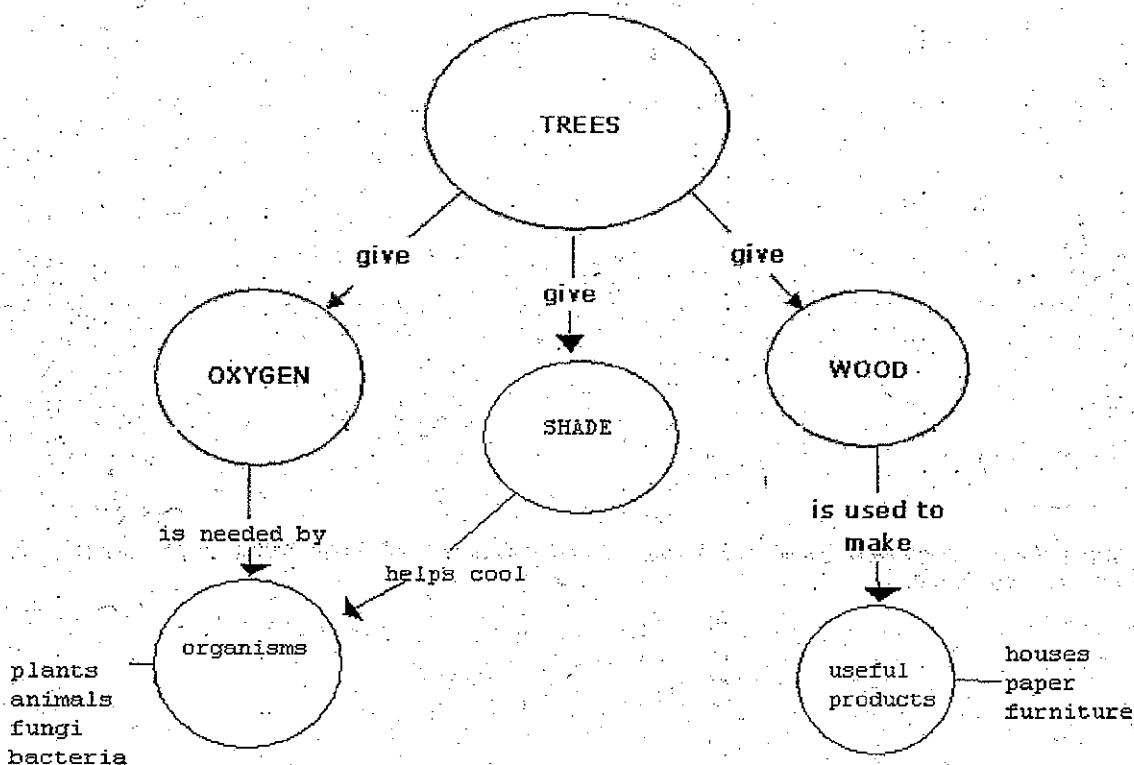 TREES
give
give
give
OXYGEN
SHADE
WOOD
is needed by
helps cool
is used to
make
organisms
plants
animals
fungi
bacteria
useful
products
houses
paper
furniture